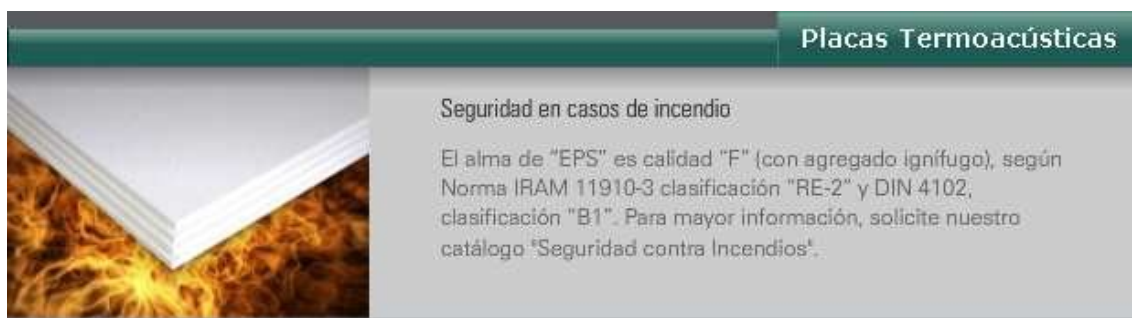 Placas Termoacústicas
Seguridad en casos de incendio
El alma de "EPS" es calidad "F" (con agregado ignífugo), según
Norma IRAM 11910-3 clasificación "RE-2" y DIN 4102,
clasificación "B1". Para mayor información, solicite nuestro
catálogo "Seguridad contra Incendios".